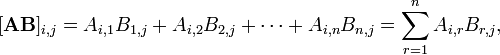 [𝐀𝐁]_{i,j} = A_{i,1}B_{1,j} + A_{i,2}B_{2,j} + ⋯ + A_{i,n}B_{n,j} = ∑_{r=1}^{n} A_{i,r}B_{r,j},